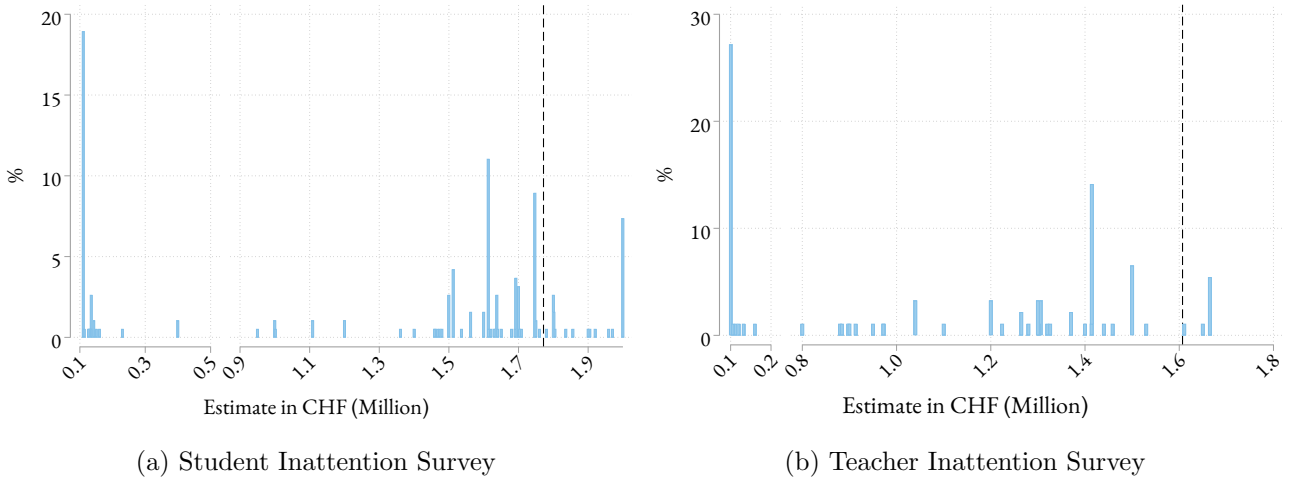 20
15
10
5
0
%
0.1 0.3 0.5 0.9 1.1 1.3 1.5 1.7 1.9
Estimate in CHF (Million)
(a) Student Inattention Survey
30
20
10
0
%
0.1 0.2 0.8 1.0 1.2 1.4 1.6 1.8
Estimate in CHF (Million)
(b) Teacher Inattention Survey